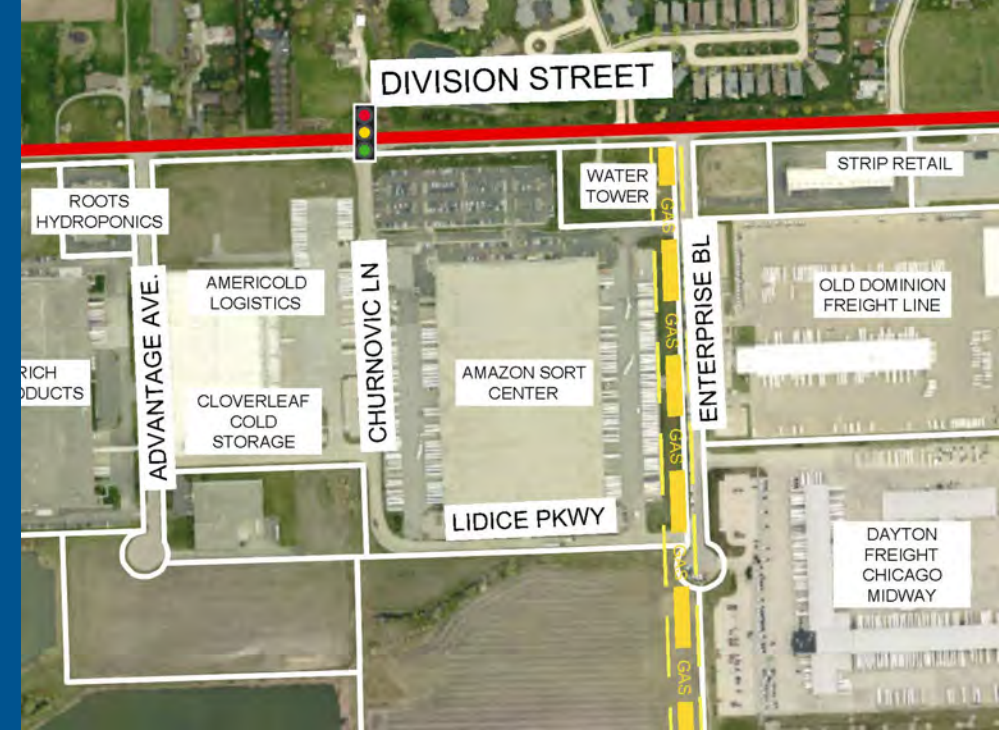 DIVISION STREET
STRIP RETAIL
WATER
TOWER
ROOTS
HYDROPONICS
GAS
AMERICOLD
LOGISTICS
OLD DOMINION
FREIGHT LINE
ADVANTAGE AVE.
CHURNOVIC LN
ENTERPRISE BL
GAS
RICH
ODUCTS
AMAZON SORT
CENTER
CLOVERLEAF
COLD
STORAGE
GAS
LIDICE PKWY
DAYTON
FREIGHT
CHICAGO
MIDWAY
GAS
GAS